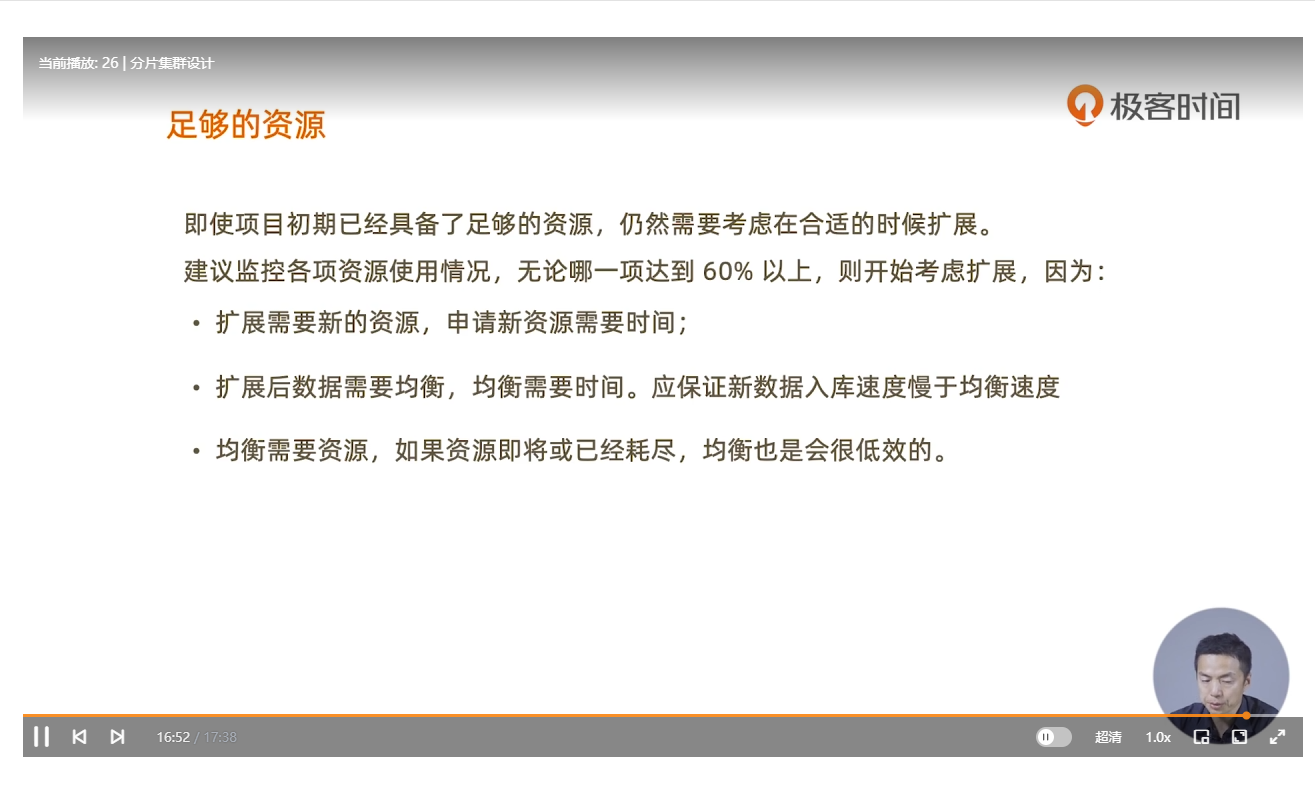 当前播放: 26 | 分片集群设计
极客时间
足够的资源
即使项目初期已经具备了足够的资源，仍然需要考虑在合适的时候扩展。
建议监控各项资源使用情况，无论哪一项达到 60% 以上，则开始考虑扩展，因为：
• 扩展需要新的资源，申请新资源需要时间；
• 扩展后数据需要均衡，均衡需要时间。应保证新数据入库速度慢于均衡速度
• 均衡需要资源，如果资源即将或已经耗尽，均衡也是会很低效的。
16:52 / 17:38 超清 1.0x